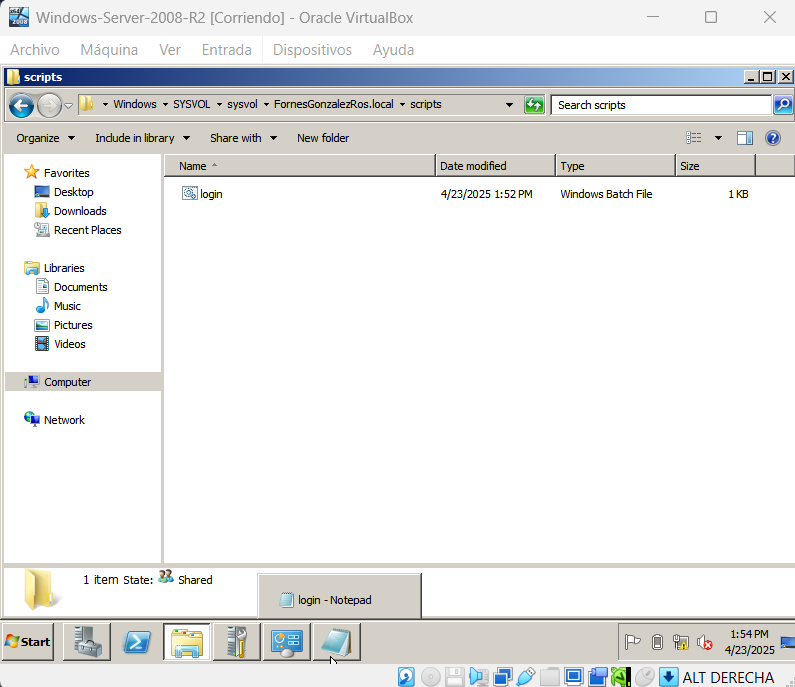 Windows-Server-2008-R2 [Corriendo] - Oracle VirtualBox
Archivo Máquina Ver Entrada Dispositivos Ayuda
scripts
Windows SYSVOL sysvol FornesGonzalezRos.local scripts Search scripts
Organize Include in library Share with New folder
Favorites
Desktop
Downloads
Recent Places
Libraries
Documents
Music
Pictures
Videos
Computer
Network
Name Date modified Type Size
login 4/23/2025 1:52 PM Windows Batch File 1 KB
1 item State: Shared
login - Notepad
Start
1:54 PM
4/23/2025
ALT DERECHA